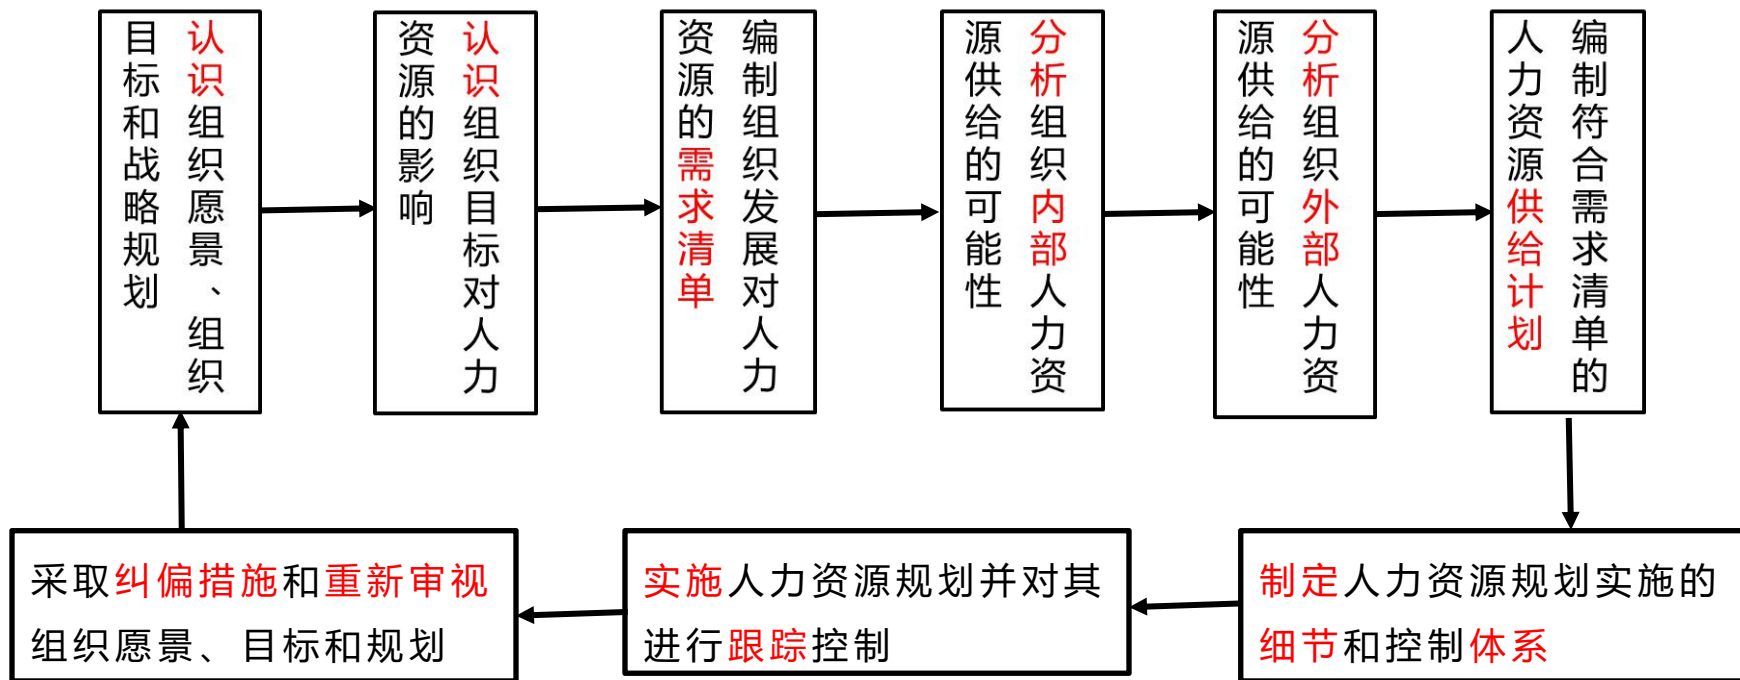 认识组织愿景、组织
目标和战略规划
认识组织目标对人力
资源的影响
编制组织发展对人力
资源的需求清单
分析组织内部人力资
源供给的可能性
分析组织外部人力资
源供给的可能性
编制符合需求清单的
人力资源供给计划
制定人力资源规划实施的
细节和控制体系
实施人力资源规划并对其
进行跟踪控制
采取纠偏措施和重新审视
组织愿景、目标和规划